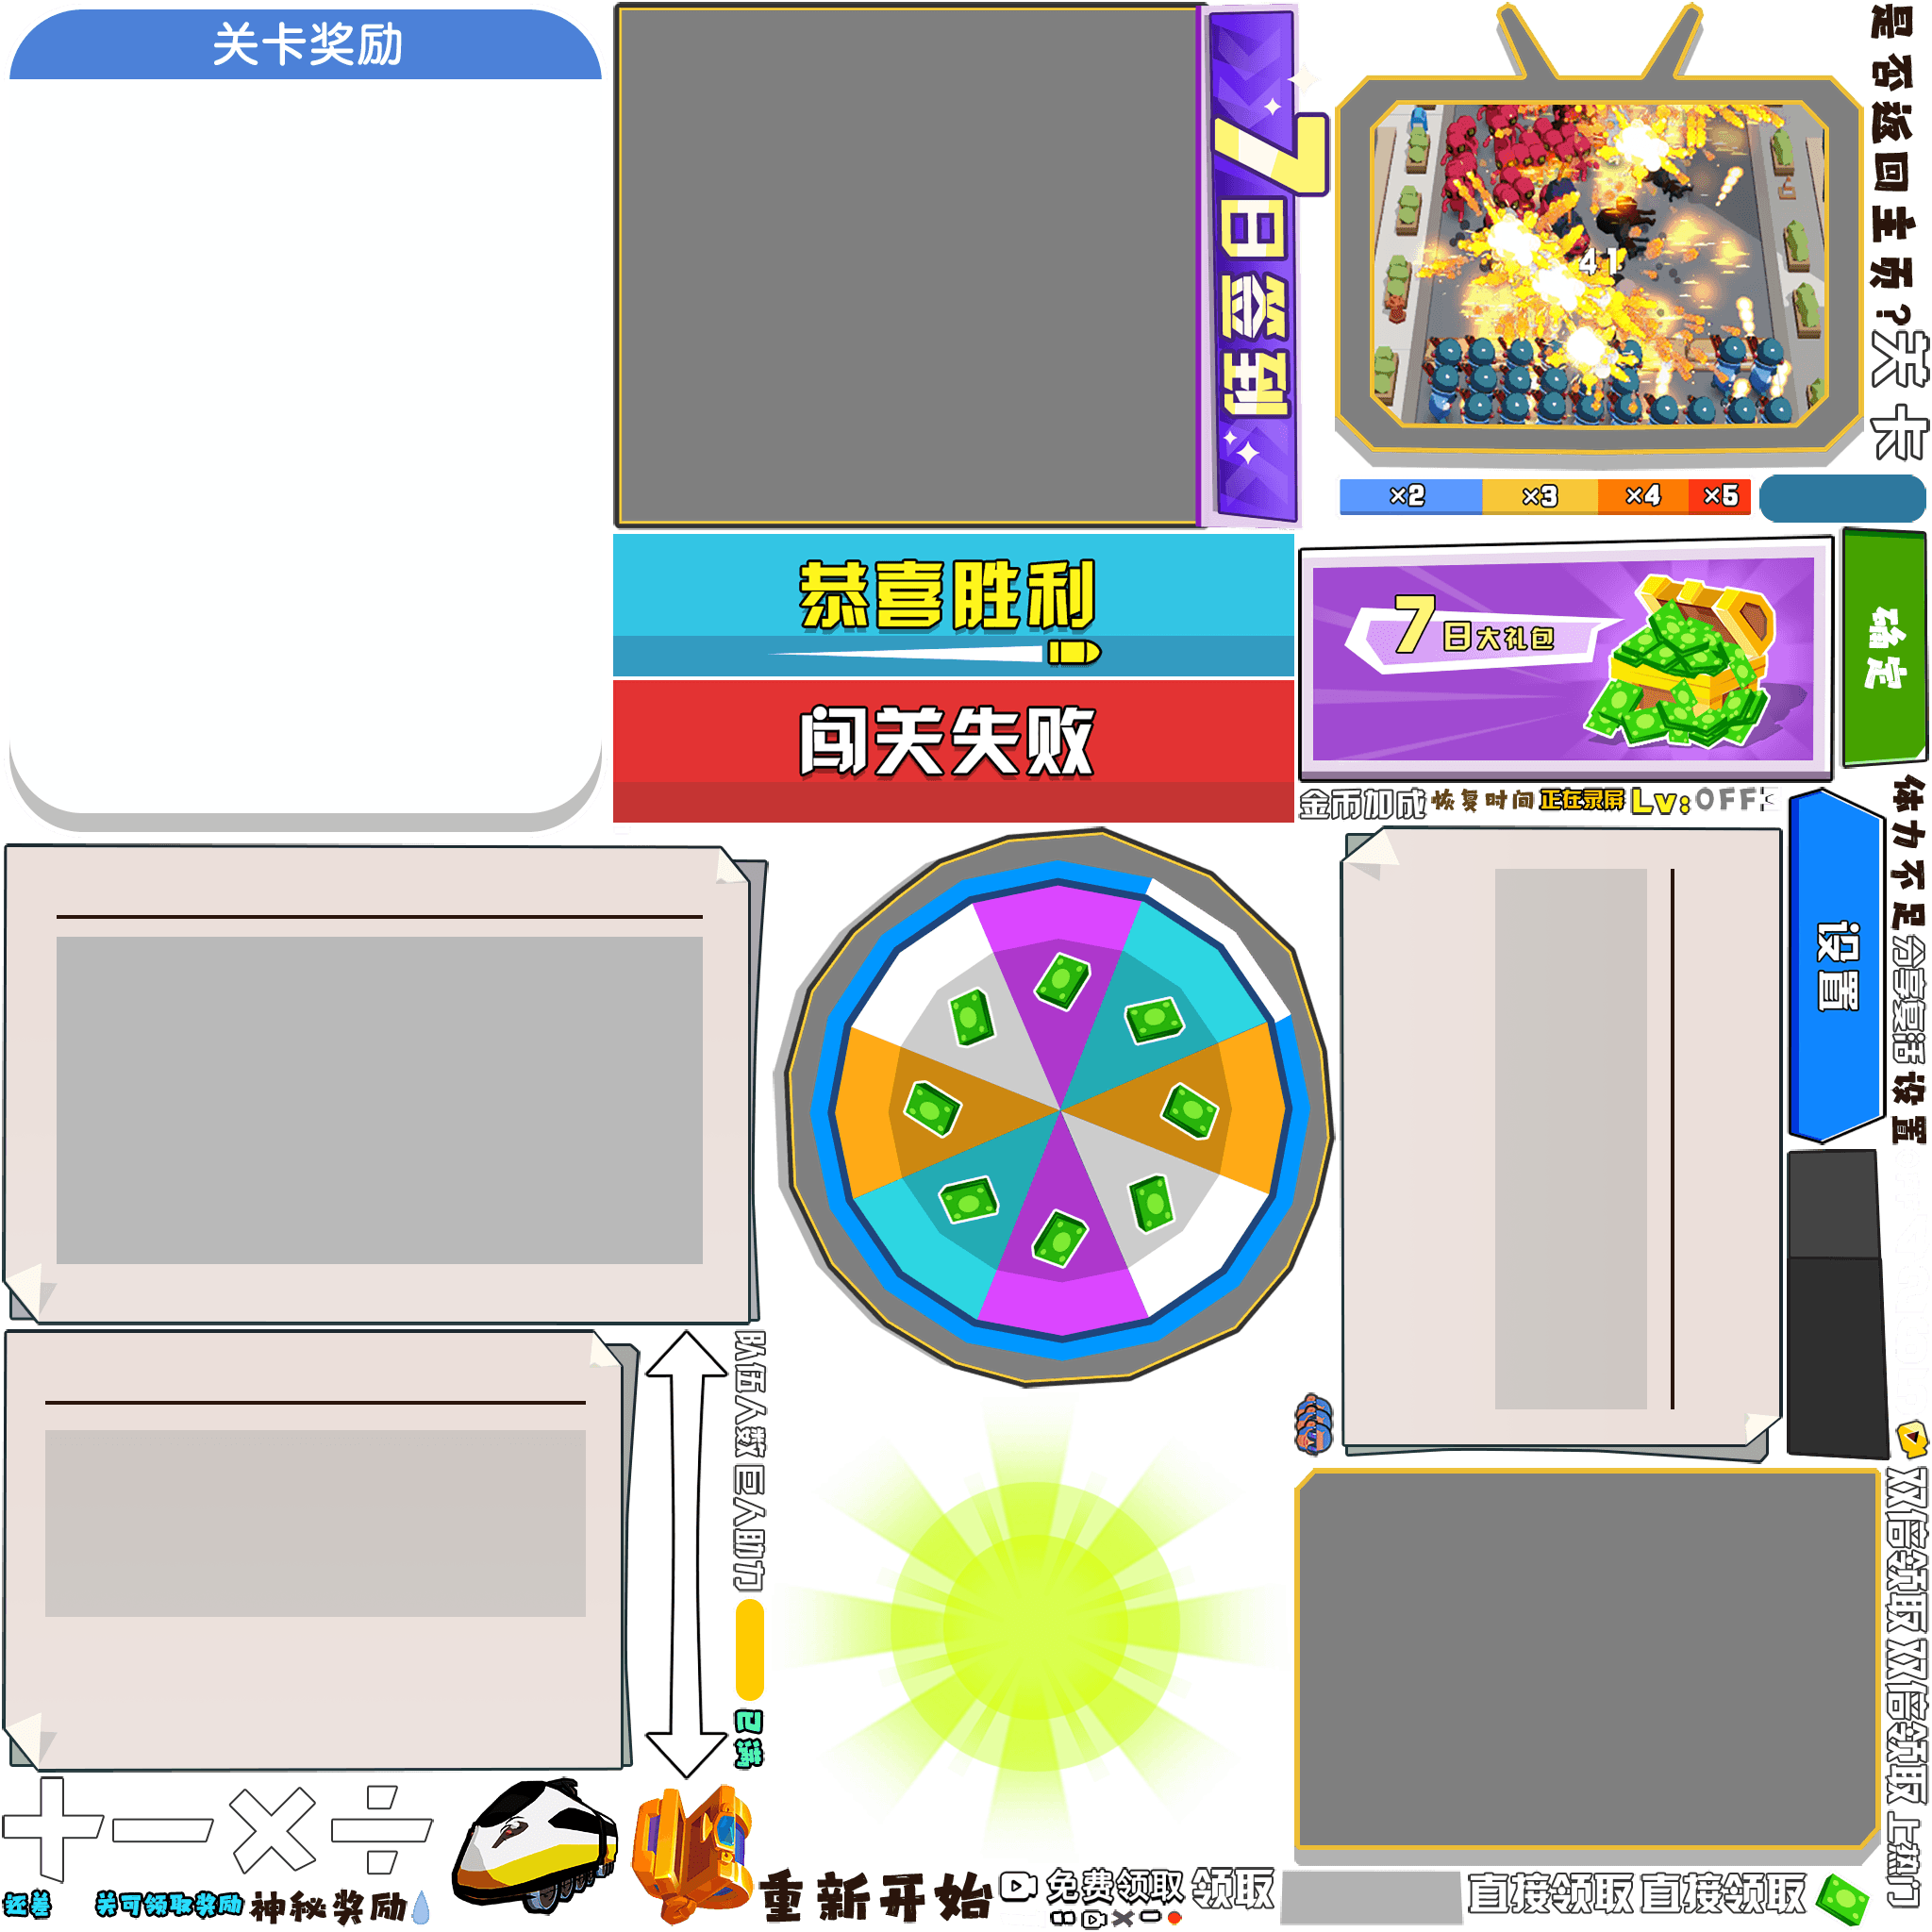 关卡奖励
7日签到
是否返回主页?
关卡
41
×2
×3
×4
×5
恭喜胜利
闯关失败
7日大礼包
确定
金币加成
恢复时间
正在录屏
Lv:
OFF
体力不足
设置
分享复活
设置
队伍人数
巨人助力
已满
双倍领取
双倍领取
上热门
还差
关可领取奖励
神秘奖励
重新开始
免费领取
领取
直接领取
直接领取